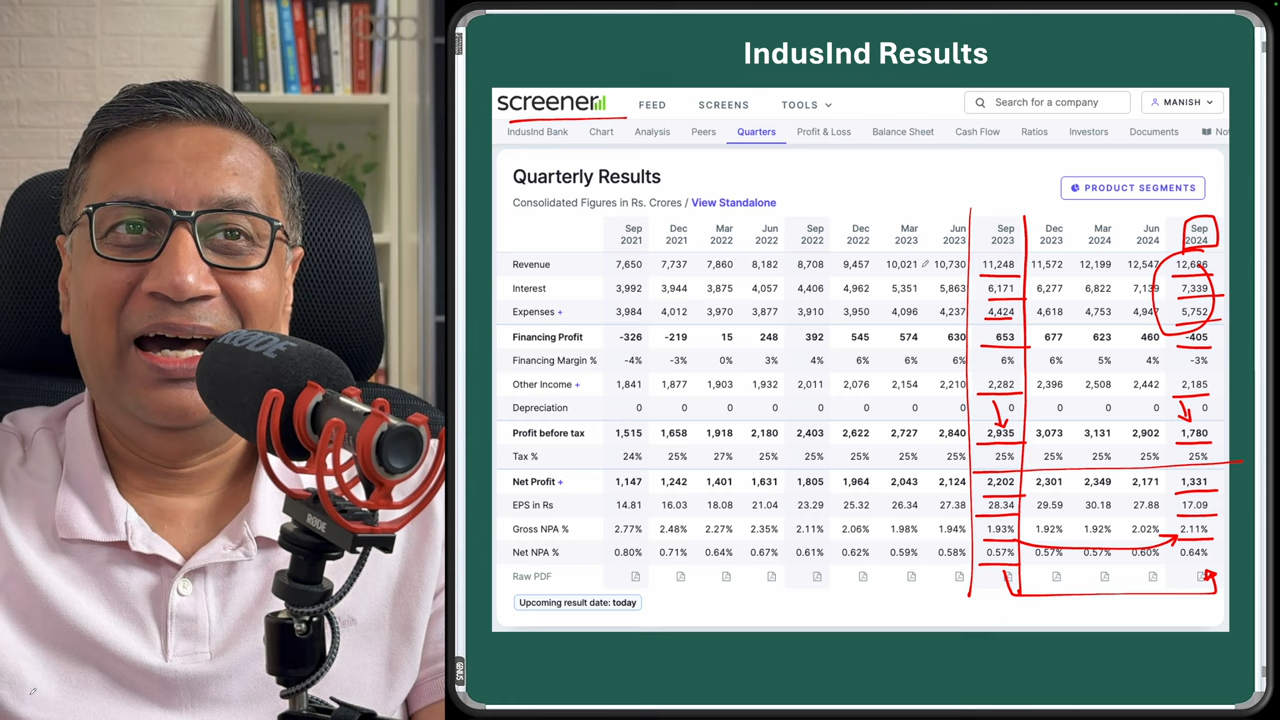 IndusInd Results
screener FEED SCREENS TOOLS Search for a company MANISH
IndusInd Bank Chart Analysis Peers Quarters Profit & Loss Balance Sheet Cash Flow Ratios Investors Documents
Quarterly Results
PRODUCT SEGMENTS
Consolidated Figures in Rs. Crores / View Standalone
Sep 2021 Dec 2021 Mar 2022 Jun 2022 Sep 2022 Dec 2022 Mar 2023 Jun 2023 Sep 2023 Dec 2023 Mar 2024 Jun 2024 Sep 2024
Revenue 7,650 7,737 7,860 8,182 8,708 9,457 10,021 10,730 11,248 11,572 12,199 12,547 12,686
Interest 3,992 3,944 3,875 4,057 4,406 4,962 5,351 5,863 6,171 6,277 6,822 7,139 7,339
Expenses + 3,984 4,012 3,970 3,877 3,910 3,950 4,096 4,237 4,424 4,618 4,753 4,947 5,752
Financing Profit -326 -219 15 248 392 545 574 630 653 677 623 460 -405
Financing Margin % -4% -3% 0% 3% 4% 6% 6% 6% 6% 6% 5% 4% -3%
Other Income + 1,841 1,877 1,903 1,932 2,011 2,076 2,154 2,210 2,282 2,396 2,508 2,442 2,185
Depreciation 0 0 0 0 0 0 0 0 0 0 0 0 0
Profit before tax 1,515 1,658 1,918 2,180 2,403 2,622 2,727 2,840 2,935 3,073 3,131 2,902 1,780
Tax % 24% 25% 27% 25% 25% 25% 25% 25% 25% 25% 25% 25% 25%
Net Profit + 1,147 1,242 1,401 1,631 1,805 1,964 2,043 2,124 2,202 2,301 2,349 2,171 1,331
EPS in Rs 14.81 16.03 18.08 21.04 23.29 25.32 26.34 27.38 28.34 29.59 30.18 27.88 17.09
Gross NPA % 2.77% 2.48% 2.27% 2.35% 2.11% 2.06% 1.98% 1.94% 1.93% 1.92% 1.92% 2.02% 2.11%
Net NPA % 0.80% 0.71% 0.64% 0.67% 0.61% 0.62% 0.59% 0.58% 0.57% 0.57% 0.57% 0.60% 0.64%
Raw PDF
Upcoming result date: today
RØDE
RØDE